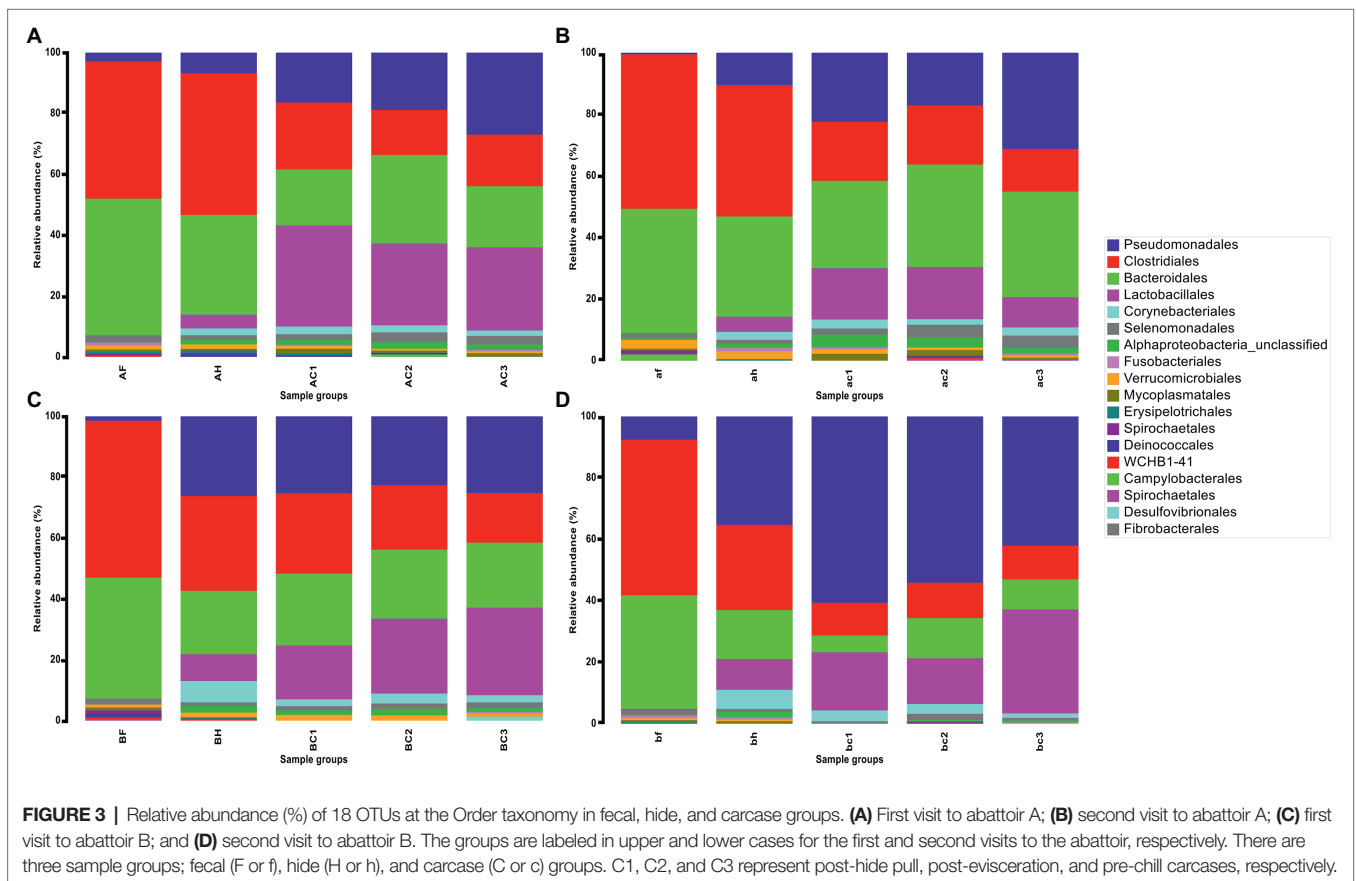 A
Relative abundance (%)
100
80
60
40
20
0
AF
AH
AC1
AC2
AC3
Sample groups
B
Relative abundance (%)
100
80
60
40
20
0
af
ah
ac1
ac2
ac3
Sample groups
C
Relative abundance (%)
100
80
60
40
20
0
BF
BH
BC1
BC2
BC3
Sample groups
D
Relative abundance (%)
100
80
60
40
20
0
bf
bh
bc1
bc2
bc3
Sample groups
Pseudomonadales
Clostridiales
Bacteroidales
Lactobacillales
Corynebacteriales
Selenomonadales
Alphaproteobacteria_unclassified
Fusobacteriales
Verrucomicrobiales
Mycoplasmatales
Erysipelotrichales
Spirochaetales
Deinococcales
WCHB1-41
Campylobacterales
Spirochaetales
Desulfovibrionales
Fibrobacterales
FIGURE 3 | Relative abundance (%) of 18 OTUs at the Order taxonomy in fecal, hide, and carcase groups. (A) First visit to abattoir A; (B) second visit to abattoir A; (C) first
visit to abattoir B; and (D) second visit to abattoir B. The groups are labeled in upper and lower cases for the first and second visits to the abattoir, respectively. There are
three sample groups; fecal (F or f), hide (H or h), and carcase (C or c) groups. C1, C2, and C3 represent post-hide pull, post-evisceration, and pre-chill carcases, respectively.